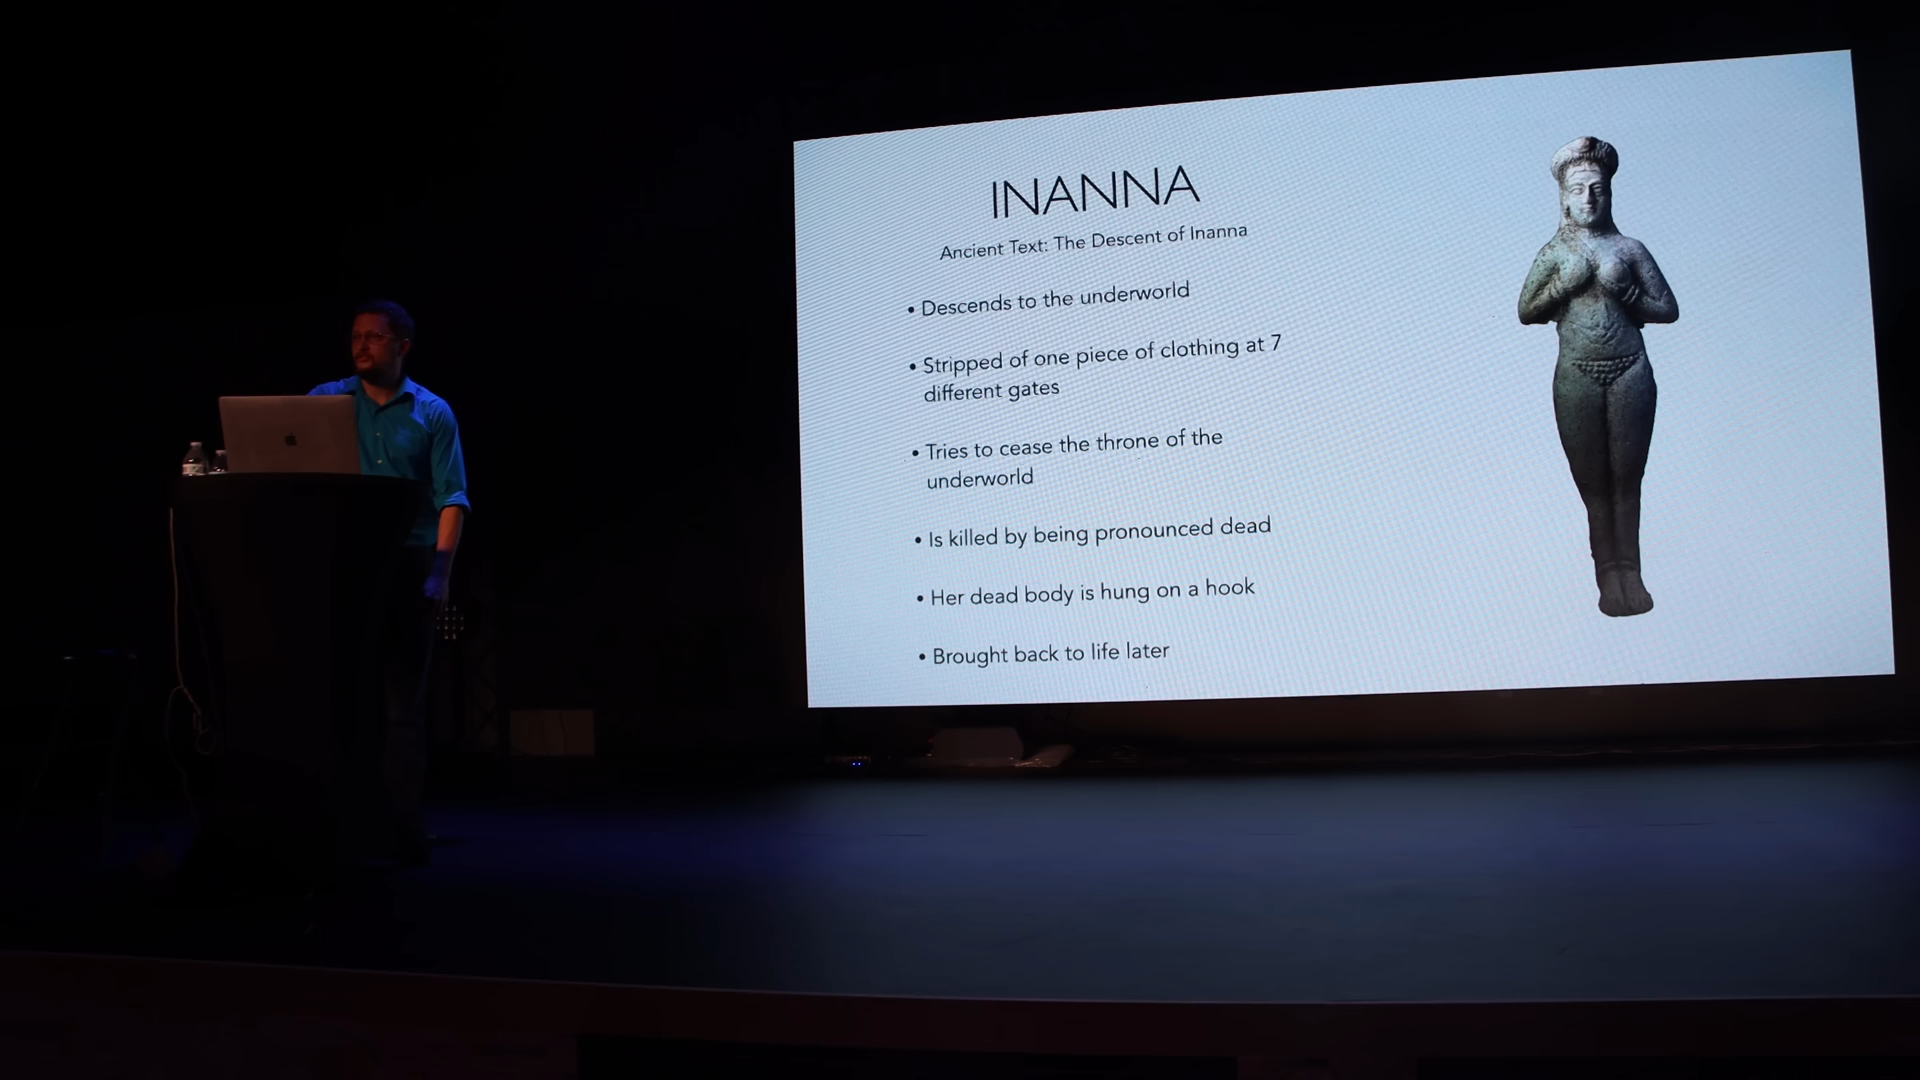 INANNA
Ancient Text: The Descent of Inanna
• Descends to the underworld
• Stripped of one piece of clothing at 7
different gates
• Tries to cease the throne of the
underworld
• Is killed by being pronounced dead
• Her dead body is hung on a hook
• Brought back to life later